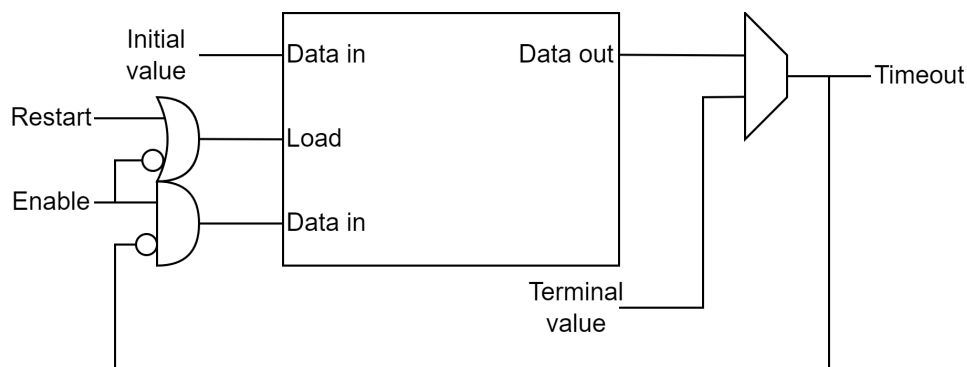 Initial
value
Data in
Data out
Timeout
Restart
Load
Enable
Data in
Terminal
value